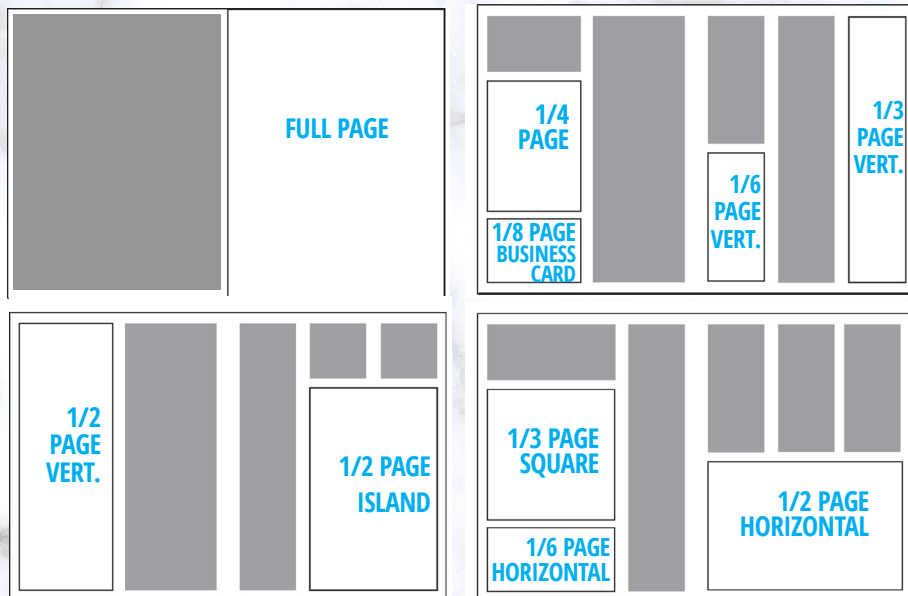 FULL PAGE
1/4
PAGE
1/8 PAGE
BUSINESS
CARD
1/6
PAGE
VERT.
1/3
PAGE
VERT.
1/2
PAGE
VERT.
1/2 PAGE
ISLAND
1/3 PAGE
SQUARE
1/6 PAGE
HORIZONTAL
1/2 PAGE
HORIZONTAL